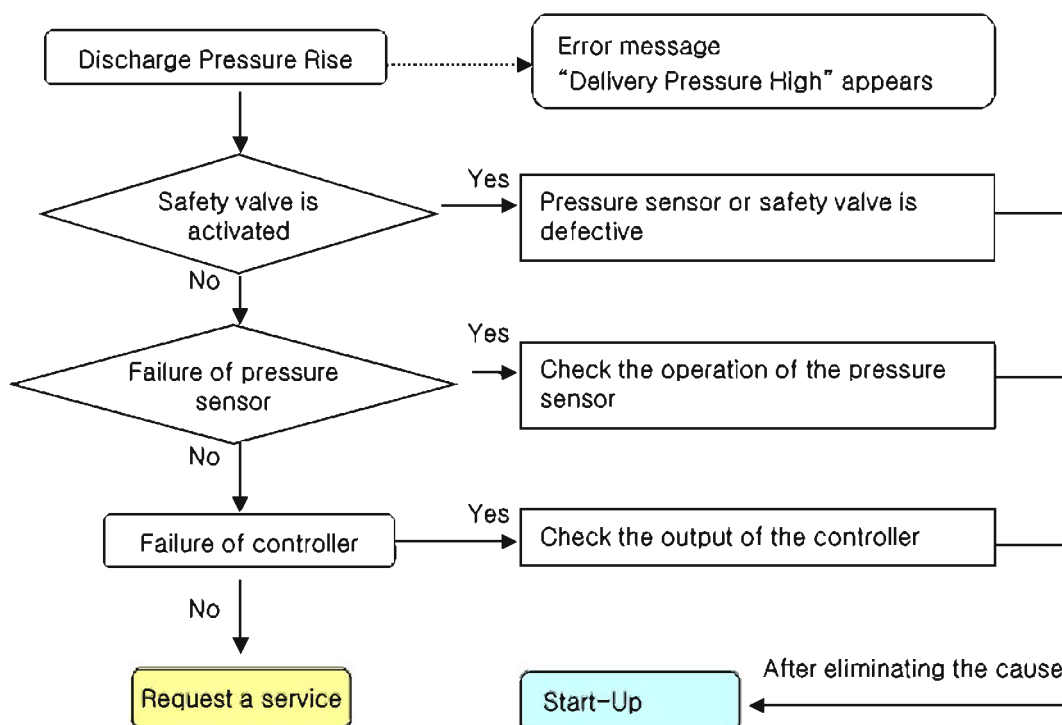 Discharge Pressure Rise
Error message
“Delivery Pressure High” appears
Safety valve is
activated
Yes
Pressure sensor or safety valve is
defective
No
Failure of pressure
sensor
Yes
Check the operation of the pressure
sensor
No
Failure of controller
Yes
Check the output of the controller
No
Request a service
Start-Up
After eliminating the cause